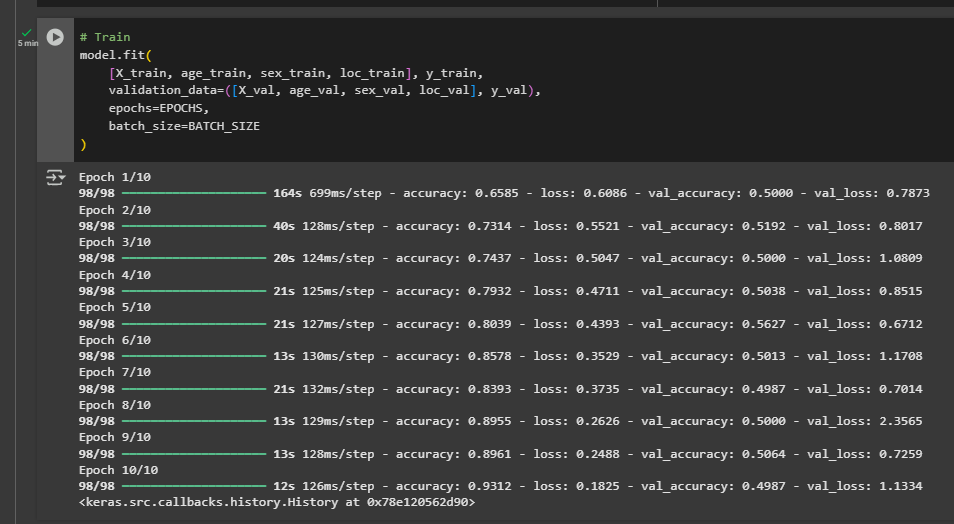 5 min
# Train
model.fit(
[X_train, age_train, sex_train, loc_train], y_train,
validation_data=([X_val, age_val, sex_val, loc_val], y_val),
epochs=EPOCHS,
batch_size=BATCH_SIZE
)
Epoch 1/10
98/98 ━━━━━━━━━━━━━━━━━━━━ 164s 699ms/step - accuracy: 0.6585 - loss: 0.6086 - val_accuracy: 0.5000 - val_loss: 0.7873
Epoch 2/10
98/98 ━━━━━━━━━━━━━━━━━━━━ 40s 128ms/step - accuracy: 0.7314 - loss: 0.5521 - val_accuracy: 0.5192 - val_loss: 0.8017
Epoch 3/10
98/98 ━━━━━━━━━━━━━━━━━━━━ 20s 124ms/step - accuracy: 0.7437 - loss: 0.5047 - val_accuracy: 0.5000 - val_loss: 1.0809
Epoch 4/10
98/98 ━━━━━━━━━━━━━━━━━━━━ 21s 125ms/step - accuracy: 0.7932 - loss: 0.4711 - val_accuracy: 0.5038 - val_loss: 0.8515
Epoch 5/10
98/98 ━━━━━━━━━━━━━━━━━━━━ 21s 127ms/step - accuracy: 0.8039 - loss: 0.4393 - val_accuracy: 0.5627 - val_loss: 0.6712
Epoch 6/10
98/98 ━━━━━━━━━━━━━━━━━━━━ 13s 130ms/step - accuracy: 0.8578 - loss: 0.3529 - val_accuracy: 0.5013 - val_loss: 1.1708
Epoch 7/10
98/98 ━━━━━━━━━━━━━━━━━━━━ 21s 132ms/step - accuracy: 0.8393 - loss: 0.3735 - val_accuracy: 0.4987 - val_loss: 0.7014
Epoch 8/10
98/98 ━━━━━━━━━━━━━━━━━━━━ 13s 129ms/step - accuracy: 0.8955 - loss: 0.2626 - val_accuracy: 0.5000 - val_loss: 2.3565
Epoch 9/10
98/98 ━━━━━━━━━━━━━━━━━━━━ 13s 128ms/step - accuracy: 0.8961 - loss: 0.2488 - val_accuracy: 0.5064 - val_loss: 0.7259
Epoch 10/10
98/98 ━━━━━━━━━━━━━━━━━━━━ 12s 126ms/step - accuracy: 0.9312 - loss: 0.1825 - val_accuracy: 0.4987 - val_loss: 1.1334
<keras.src.callbacks.history.History at 0x78e120562d90>